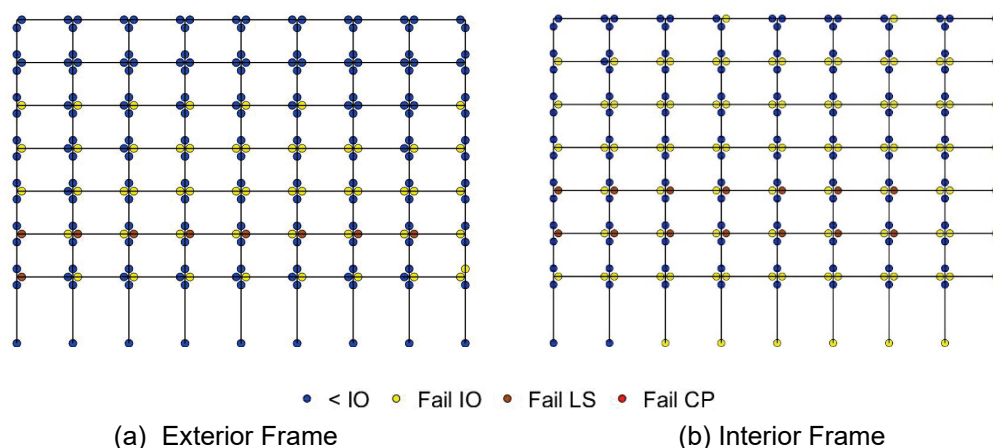 < IO Fail IO Fail LS Fail CP
(a) Exterior Frame (b) Interior Frame